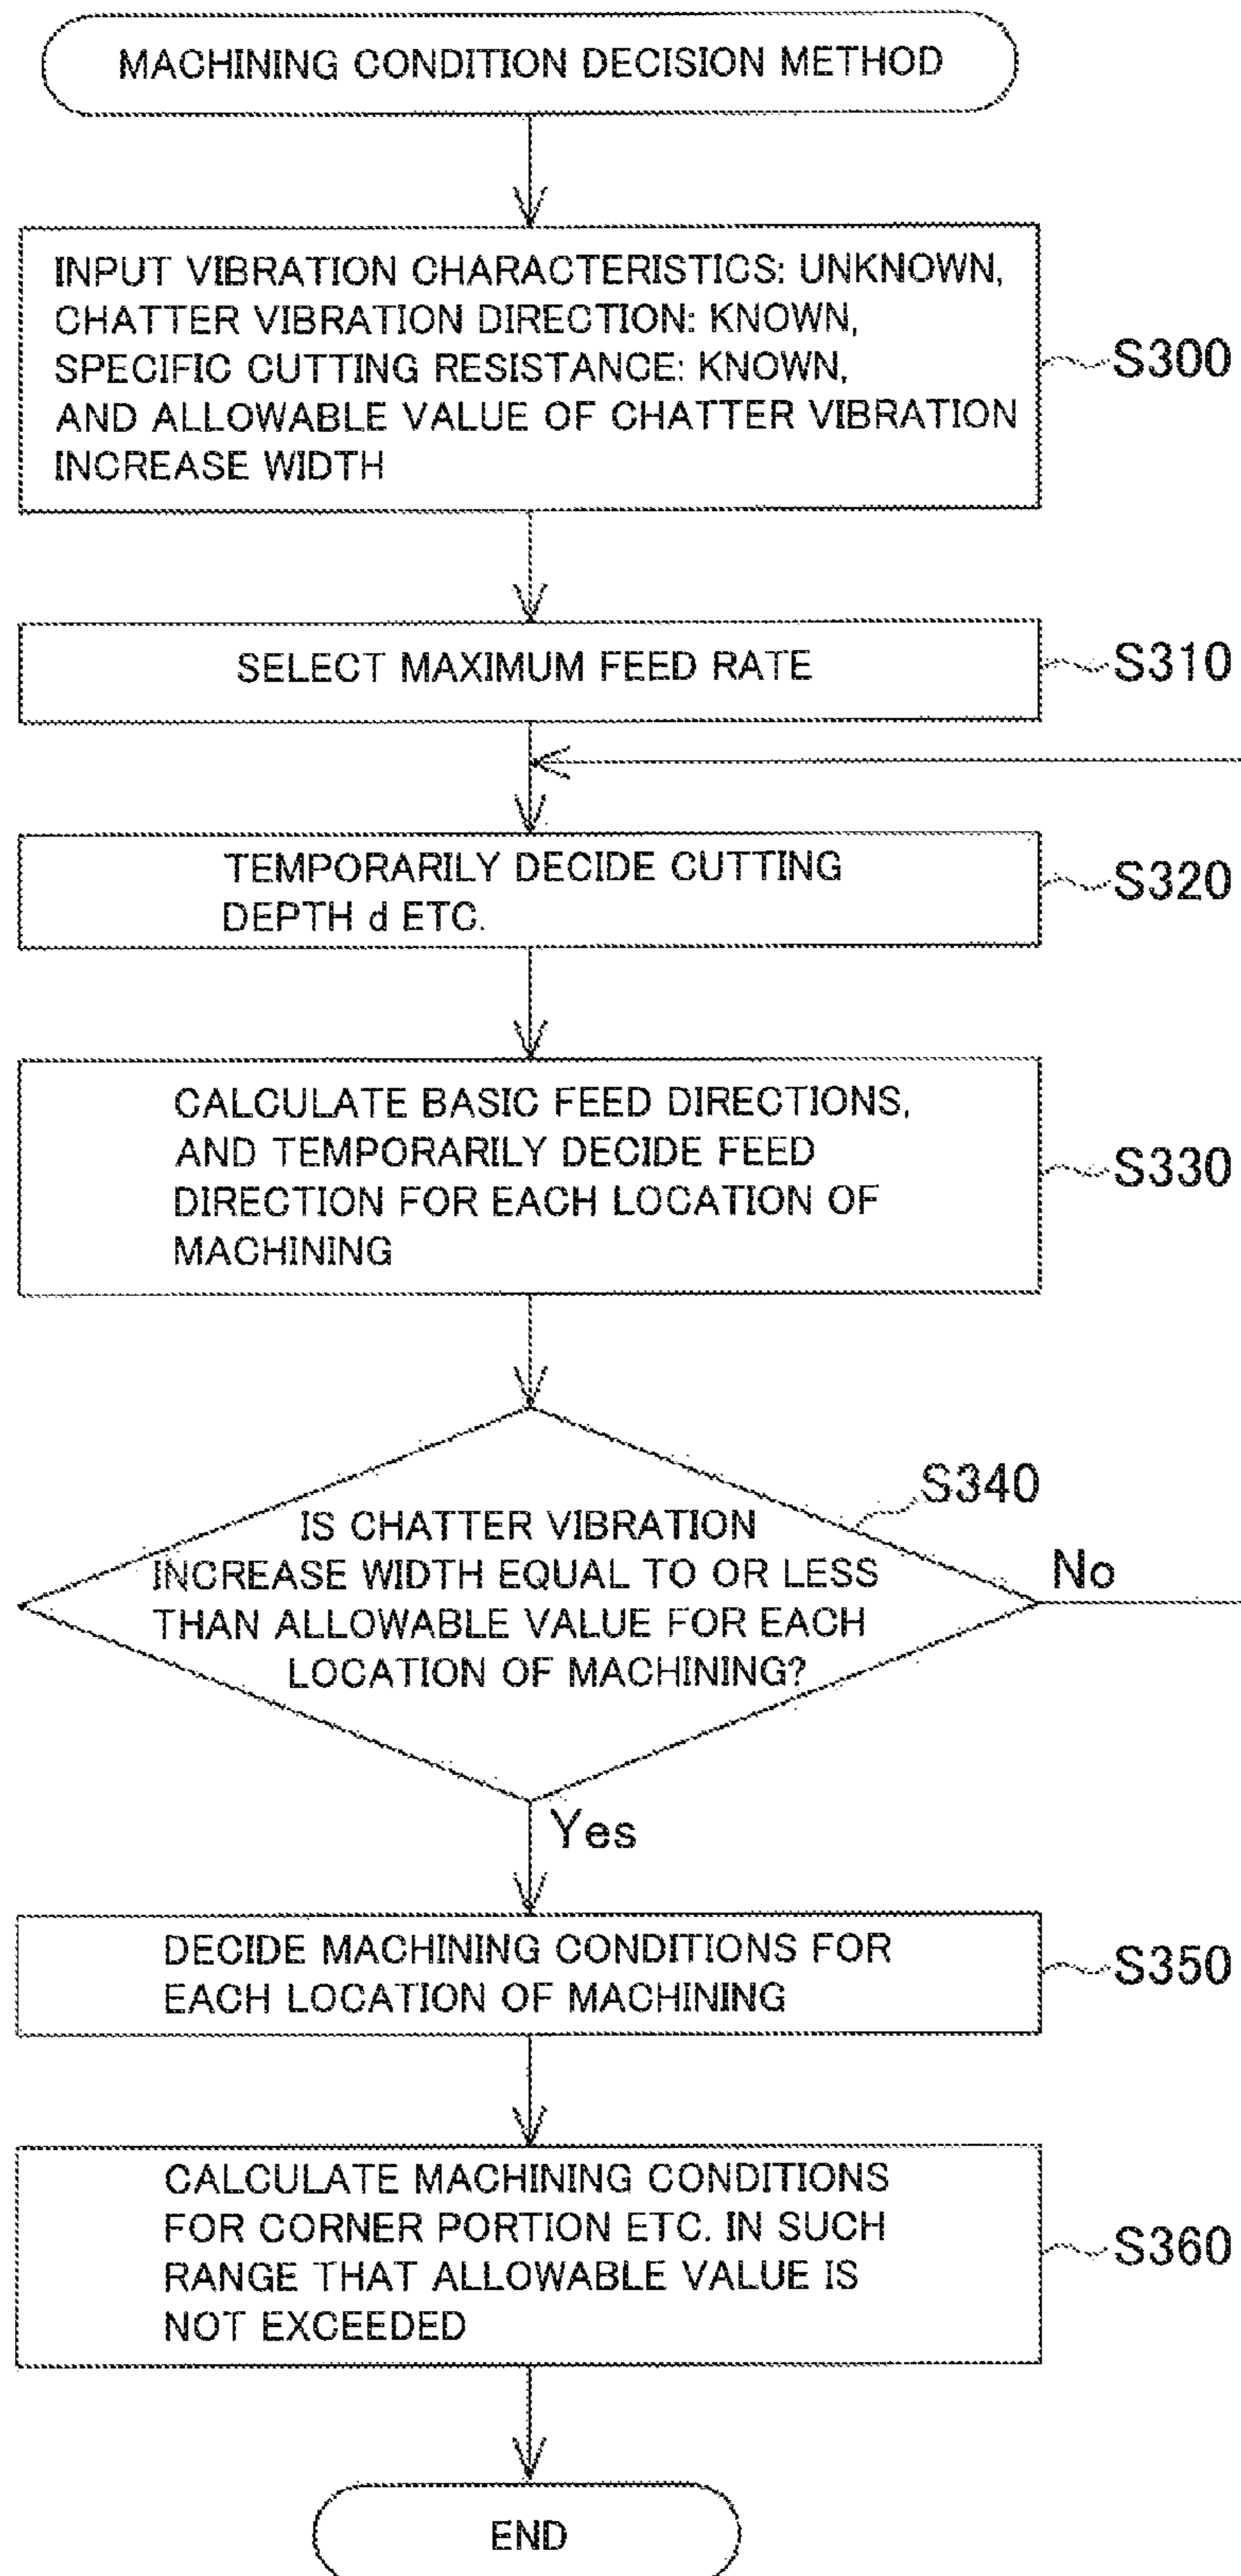 MACHINING CONDITION DECISION METHOD
INPUT VIBRATION CHARACTERISTICS: UNKNOWN,
CHATTER VIBRATION DIRECTION: KNOWN,
SPECIFIC CUTTING RESISTANCE: KNOWN,
AND ALLOWABLE VALUE OF CHATTER VIBRATION
INCREASE WIDTH
S300
SELECT MAXIMUM FEED RATE
S310
TEMPORARILY DECIDE CUTTING
DEPTH d ETC.
S320
CALCULATE BASIC FEED DIRECTIONS,
AND TEMPORARILY DECIDE FEED
DIRECTION FOR EACH LOCATION OF
MACHINING
S330
S340
IS CHATTER VIBRATION
INCREASE WIDTH EQUAL TO OR LESS
THAN ALLOWABLE VALUE FOR EACH
LOCATION OF MACHINING?
No
Yes
DECIDE MACHINING CONDITIONS FOR
EACH LOCATION OF MACHINING
S350
CALCULATE MACHINING CONDITIONS
FOR CORNER PORTION ETC. IN SUCH
RANGE THAT ALLOWABLE VALUE IS
NOT EXCEEDED
S360
END